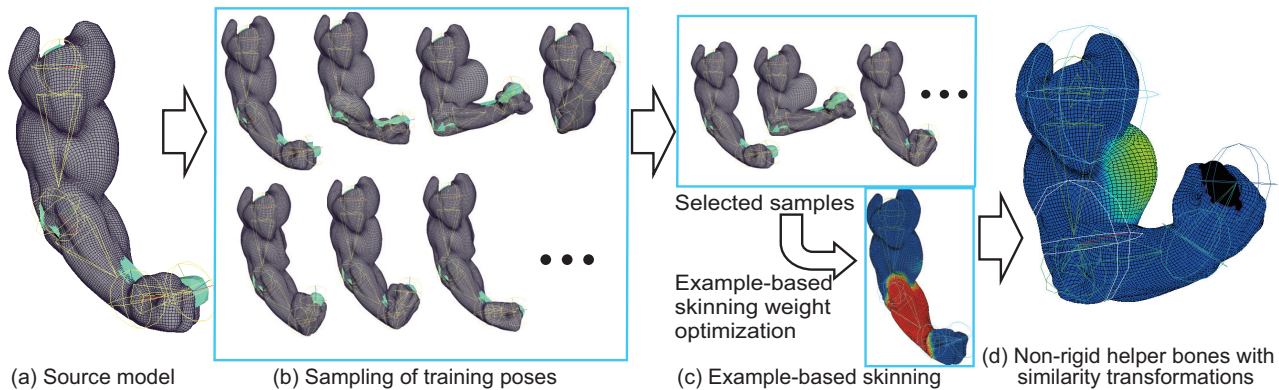 Selected samples
Example-based
skinning weight
optimization
(a) Source model
(b) Sampling of training poses
(c) Example-based skinning
(d) Non-rigid helper bones with
similarity transformations